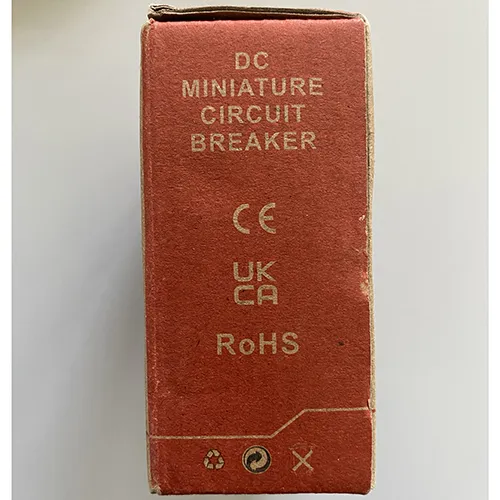 DC
MINIATURE
CIRCUIT
BREAKER
CE
UK
CA
RoHS